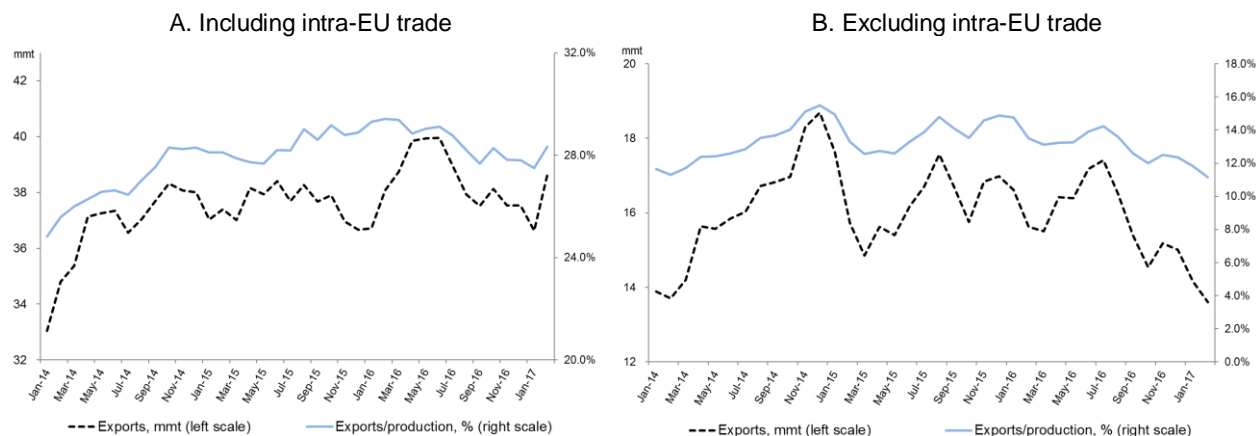 A. Including intra-EU trade
mmt
42
40
38
36
34
32
32.0%
28.0%
24.0%
20.0%
Jan-14
Mar-14
May-14
Jul-14
Sep-14
Nov-14
Jan-15
Mar-15
May-15
Jul-15
Sep-15
Nov-15
Jan-16
Mar-16
May-16
Jul-16
Sep-16
Nov-16
Jan-17
Exports, mmt (left scale)
Exports/production, % (right scale)
B. Excluding intra-EU trade
mmt
20
18
16
14
12
18.0%
16.0%
14.0%
12.0%
10.0%
8.0%
6.0%
4.0%
2.0%
0.0%
Jan-14
Mar-14
May-14
Jul-14
Sep-14
Nov-14
Jan-15
Mar-15
May-15
Jul-15
Sep-15
Nov-15
Jan-16
Mar-16
May-16
Jul-16
Sep-16
Nov-16
Jan-17
Exports, mmt (left scale)
Exports/production, % (right scale)